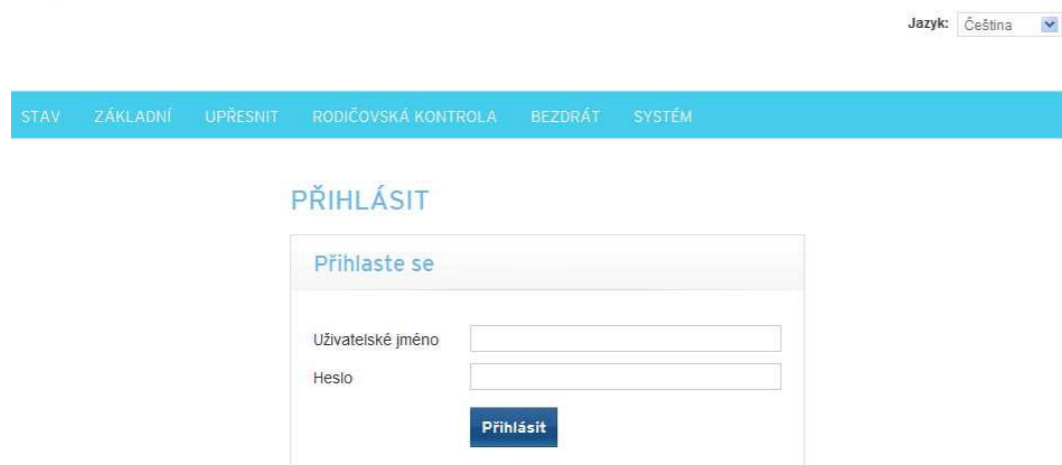 Jazyk: Čeština
STAV ZÁKLADNÍ UPŘESNIT RODIČOVSKÁ KONTROLA BEZDRÁT SYSTÉM
PŘIHLÁSIT
Přihlaste se
Uživatelské jméno
Heslo
Přihlásit